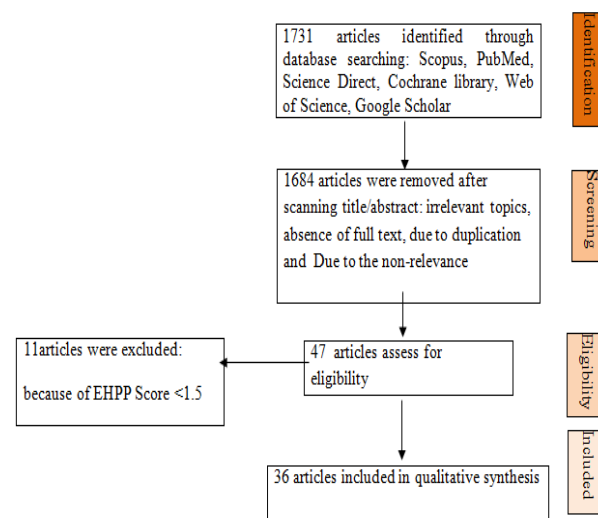 1731 articles identified through
database searching: Scopus, PubMed,
Science Direct, Cochrane library, Web
of Science, Google Scholar
Identification
1684 articles were removed after
scanning title/abstract: irrelevant topics,
absence of full text, due to duplication
and Due to the non-relevance
Screening
11articles were excluded:
because of EHPP Score <1.5
47 articles assess for
eligibility
Eligibility
36 articles included in qualitative synthesis
Included